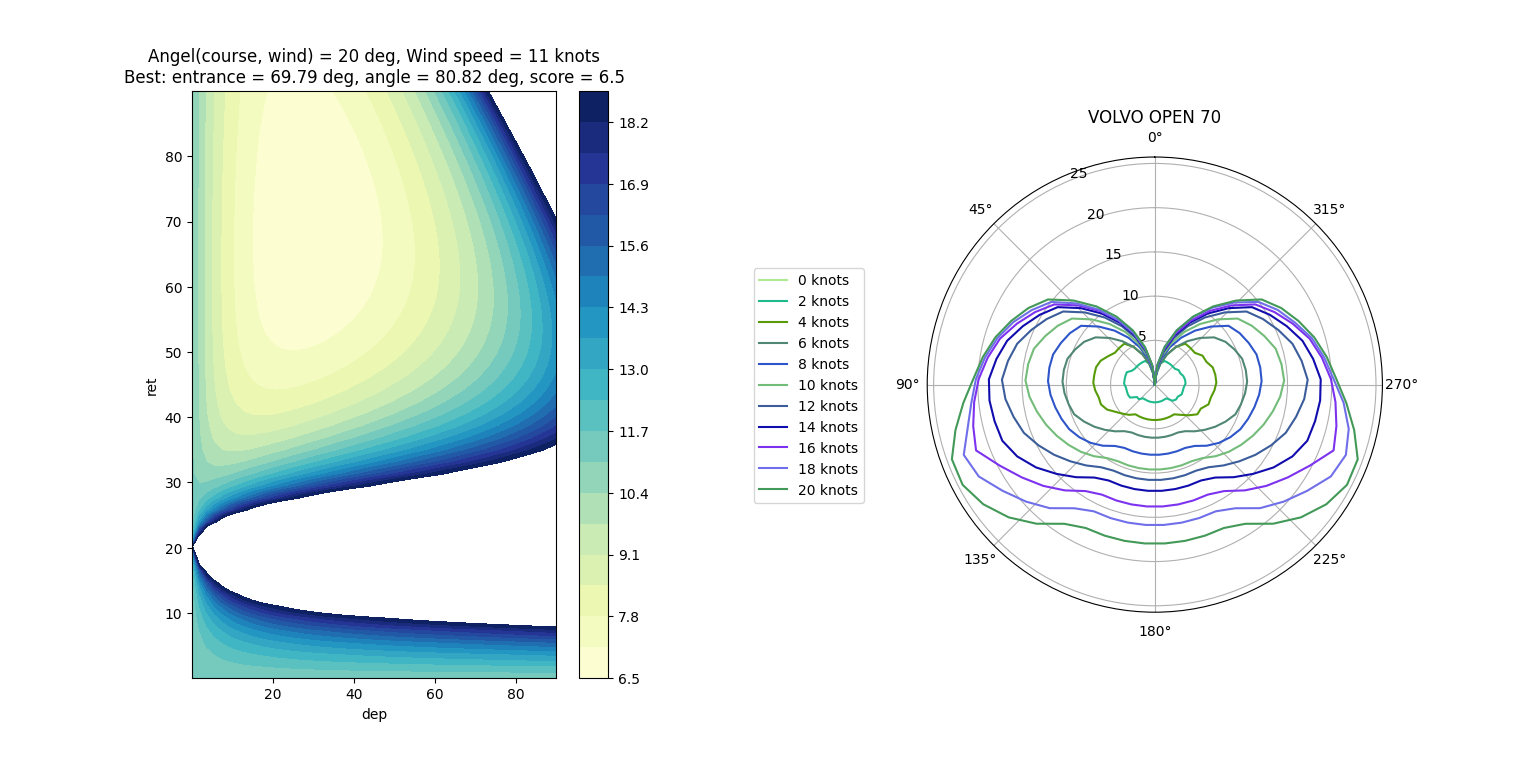 Angel(course, wind) = 20 deg, Wind speed = 11 knots
Best: entrance = 69.79 deg, angle = 80.82 deg, score = 6.5
80
70
60
50
40
30
20
10
ret
20
40
60
80
dep
18.2
16.9
15.6
14.3
13.0
11.7
10.4
9.1
7.8
6.5
0 knots
2 knots
4 knots
6 knots
8 knots
10 knots
12 knots
14 knots
16 knots
18 knots
20 knots
VOLVO OPEN 70
0°
45°
315°
25
20
15
10
5
90°
270°
135°
225°
180°